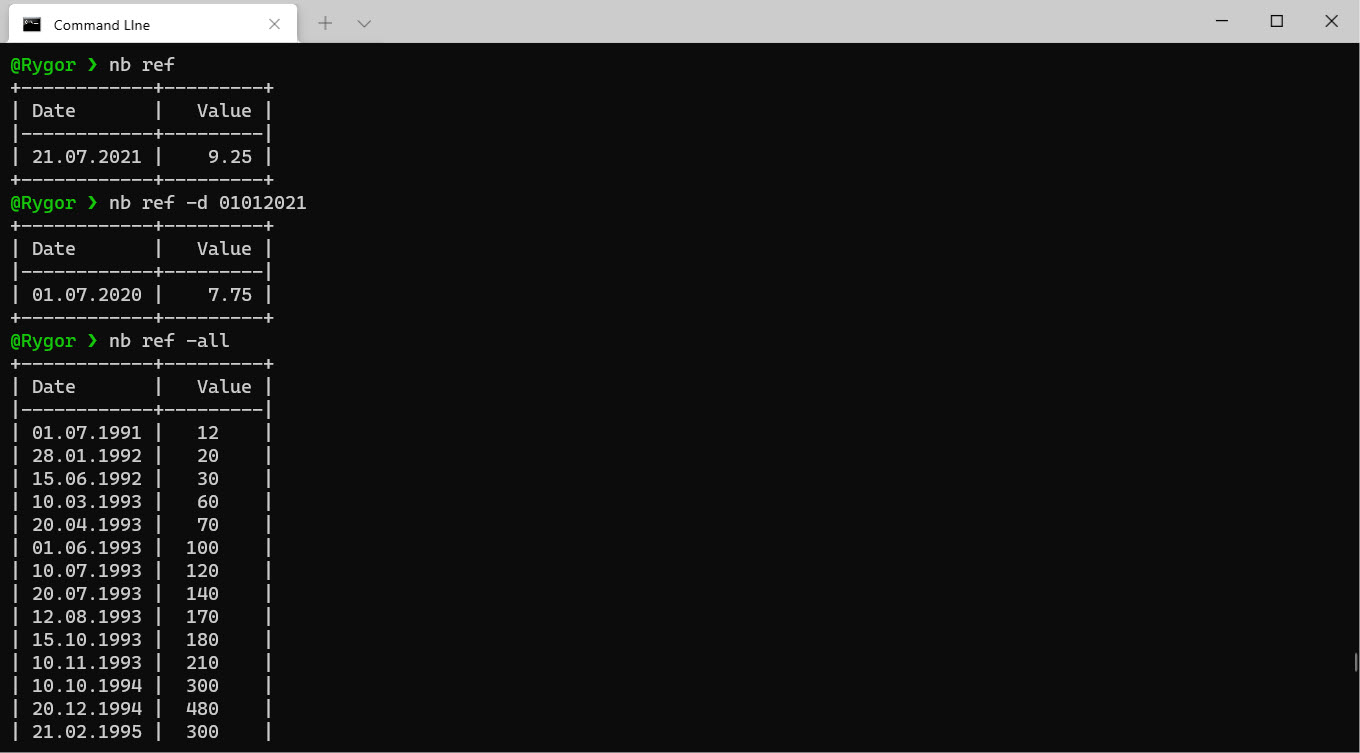 Command LIne
@Rygor ❯ nb ref
+------------+---------+
| Date       |   Value |
|------------+---------|
| 21.07.2021 |    9.25 |
+------------+---------+
@Rygor ❯ nb ref -d 01012021
+------------+---------+
| Date       |   Value |
|------------+---------|
| 01.07.2020 |    7.75 |
+------------+---------+
@Rygor ❯ nb ref -all
+------------+---------+
| Date       |   Value |
|------------+---------|
| 01.07.1991 |   12    |
| 28.01.1992 |   20    |
| 15.06.1992 |   30    |
| 10.03.1993 |   60    |
| 20.04.1993 |   70    |
| 01.06.1993 |  100    |
| 10.07.1993 |  120    |
| 20.07.1993 |  140    |
| 12.08.1993 |  170    |
| 15.10.1993 |  180    |
| 10.11.1993 |  210    |
| 10.10.1994 |  300    |
| 20.12.1994 |  480    |
| 21.02.1995 |  300    |